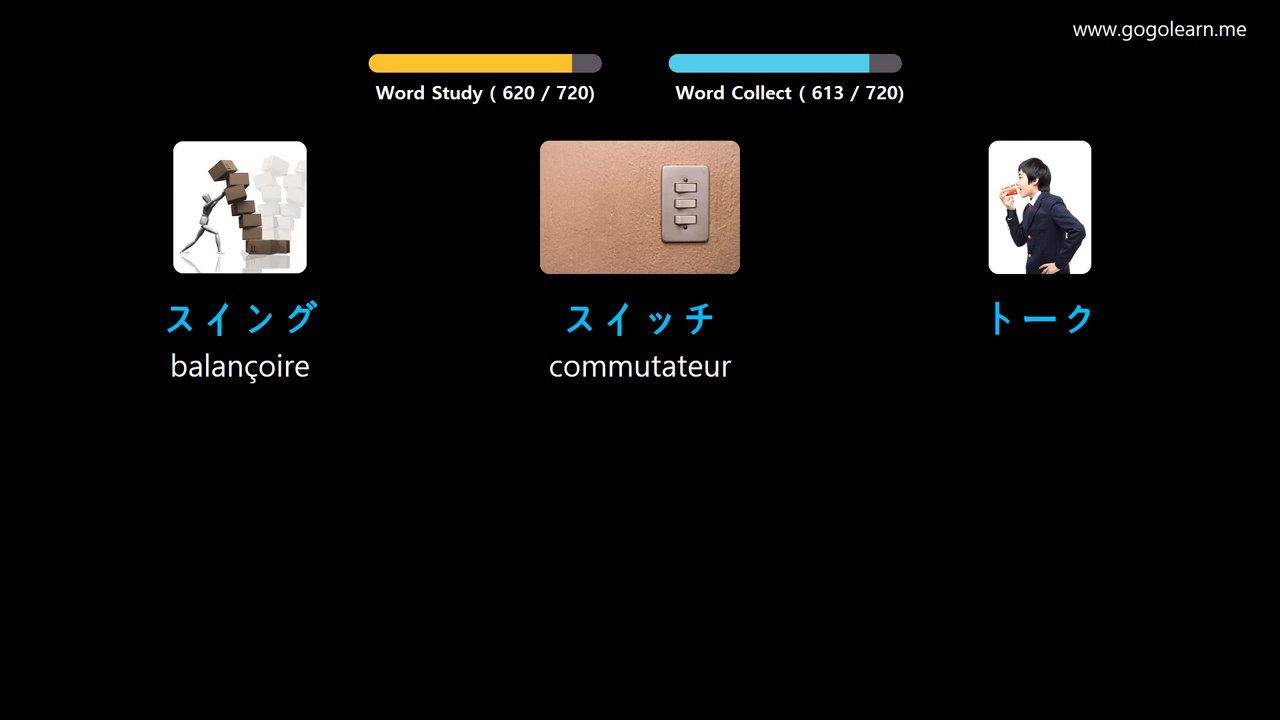 www.gogolearn.me
Word Study ( 620 / 720)
Word Collect ( 613 / 720)
スイング
スイッチ
トーク
balançoire
commutateur